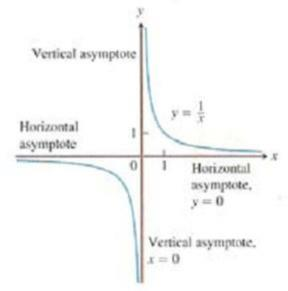 y
Vertical asymptote
y = 1/x
Horizontal
asymptote
1
x
0
1
Horizontal
asymptote,
y = 0
Vertical asymptote,
x = 0